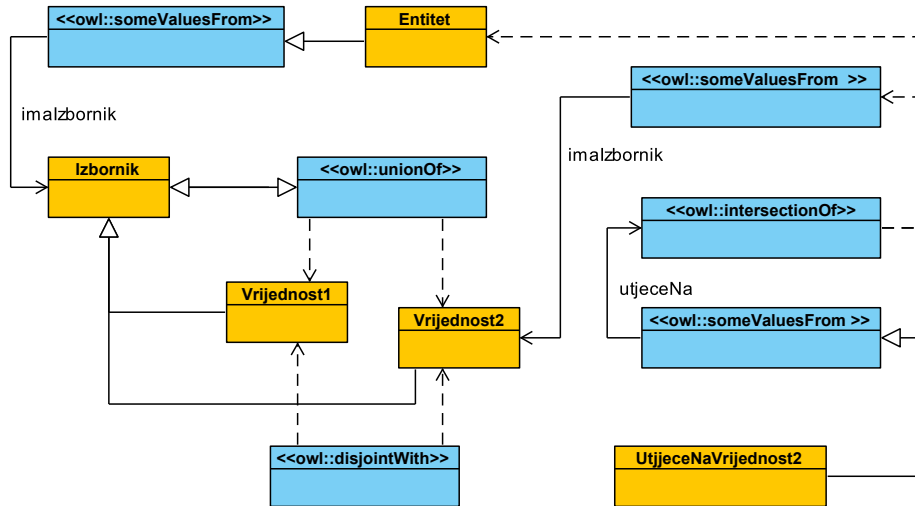 <<owl::someValuesFrom>>
Entitet
<<owl::someValuesFrom >>
imaIzbornik
imaIzbornik
Izbornik
<<owl::unionOf>>
<<owl::intersectionOf>>
Vrijednost1
utjeceNa
Vrijednost2
<<owl::someValuesFrom >>
<<owl::disjointWith>>
UtjjeceNaVrijednost2